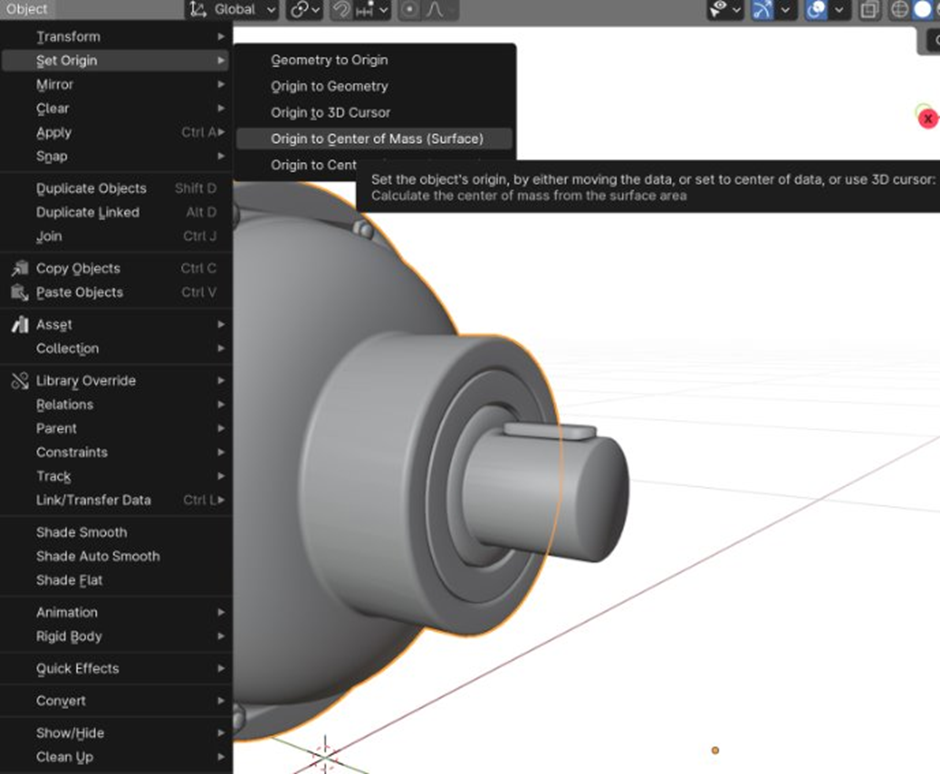 Object
Global
Transform
Set Origin
Mirror
Clear
Apply Ctrl A
Snap
Duplicate Objects Shift D
Duplicate Linked Alt D
Join Ctrl J
Copy Objects Ctrl C
Paste Objects Ctrl V
Asset
Collection
Library Override
Relations
Parent
Constraints
Track
Link/Transfer Data Ctrl L
Shade Smooth
Shade Auto Smooth
Shade Flat
Animation
Rigid Body
Quick Effects
Convert
Show/Hide
Clean Up
Geometry to Origin
Origin to Geometry
Origin to 3D Cursor
Origin to Center of Mass (Surface)
Origin to Cent
Set the object's origin, by either moving the data, or set to center of data, or use 3D cursor:
Calculate the center of mass from the surface area
X